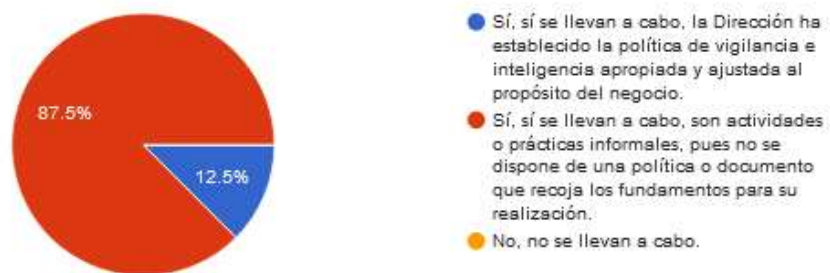 87.5%
12.5%
Sí, sí se llevan a cabo, la Dirección ha
establecido la política de vigilancia e
inteligencia apropiada y ajustada al
propósito del negocio.
Sí, sí se llevan a cabo, son actividades
o prácticas informales, pues no se
dispone de una política o documento
que recoja los fundamentos para su
realización.
No, no se llevan a cabo.